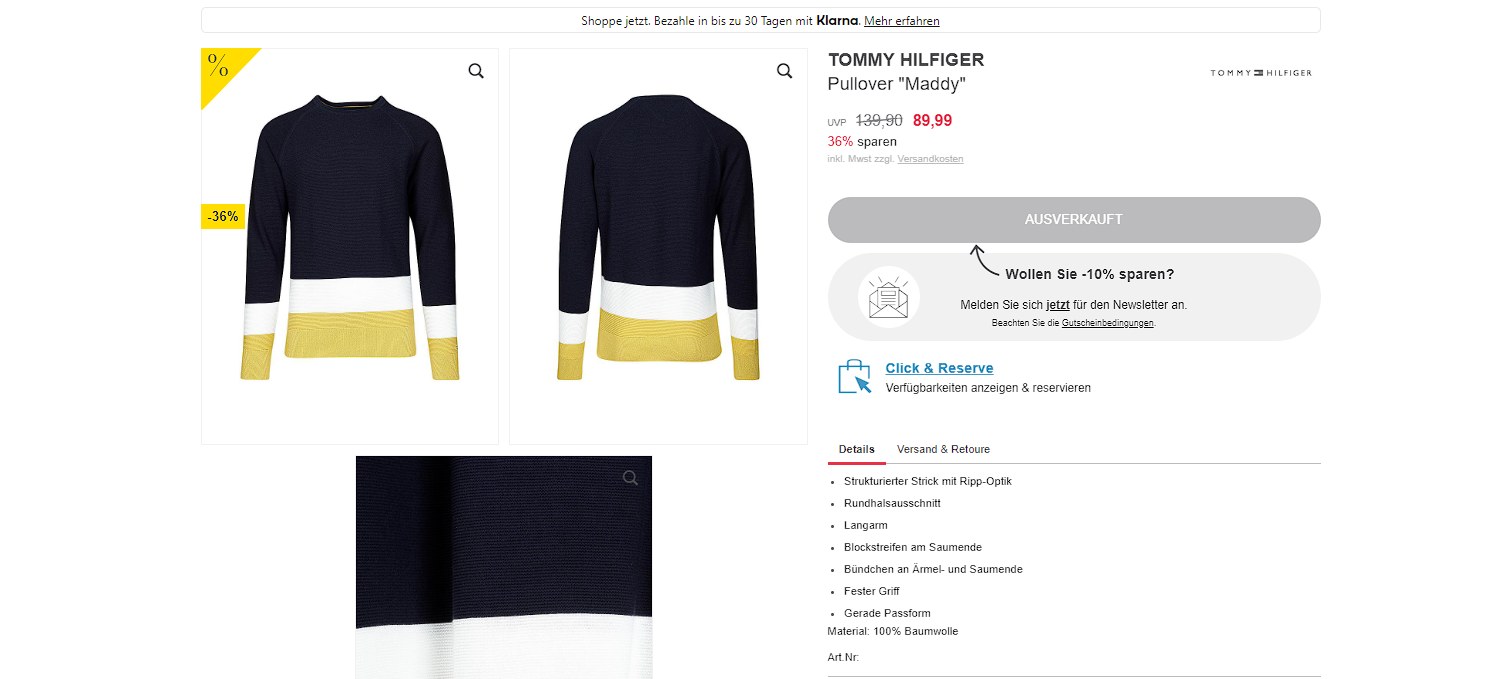 Shoppe jetzt. Bezahle in bis zu 30 Tagen mit Klarna. Mehr erfahren
%
-36%
TOMMY HILFIGER
TOMMY HILFIGER
Pullover "Maddy"
UVP 139,90 89,99
36% sparen
inkl. Mwst zzgl. Versandkosten
AUSVERKAUFT
Wollen Sie -10% sparen?
Melden Sie sich jetzt für den Newsletter an.
Beachten Sie die Gutscheinbedingungen.
Click & Reserve
Verfügbarkeiten anzeigen & reservieren
Details Versand & Retoure
Strukturierter Strick mit Ripp-Optik
Rundhalsausschnitt
Langarm
Blockstreifen am Saumende
Bündchen an Ärmel- und Saumende
Fester Griff
Gerade Passform
Material: 100% Baumwolle
Art.Nr: